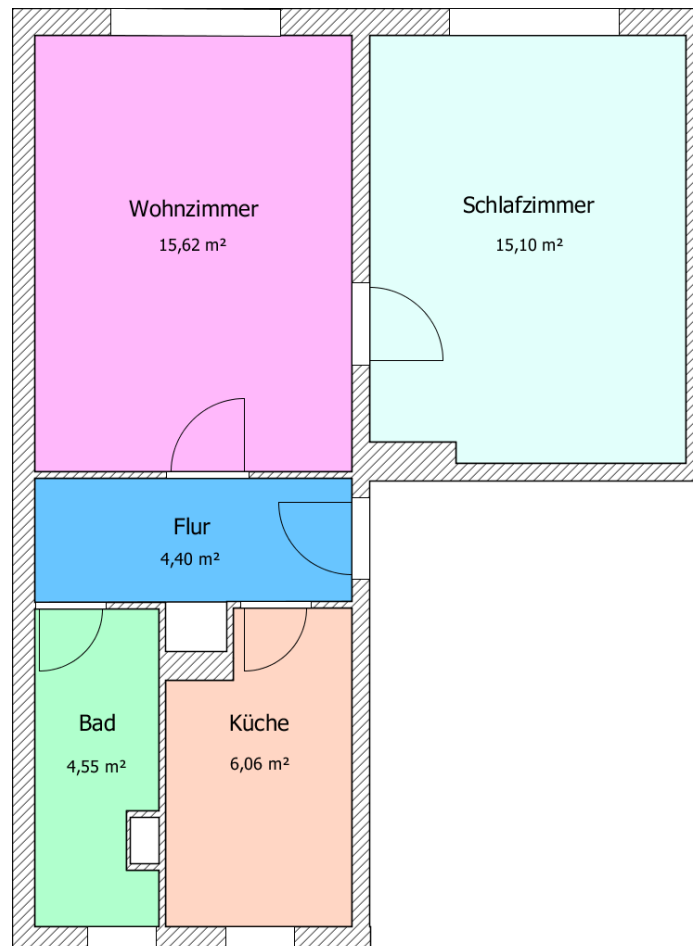 Wohnzimmer
15,62 m²
Schlafzimmer
15,10 m²
Flur
4,40 m²
Bad
4,55 m²
Küche
6,06 m²